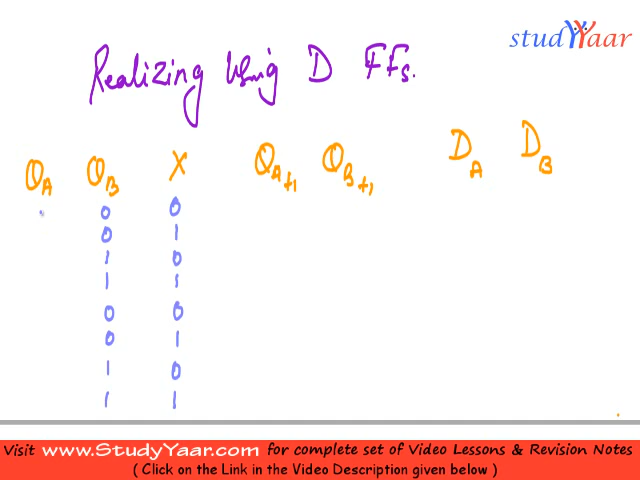 studYYaar
Realizing using D FFs.
QA QB X QA+1 QB+1 DA DB
0 0
0 1
1 0
1 1
0 0
0 1
1 0
1 1
Visit www.StudyYaar.com for complete set of Video Lessons & Revision Notes
( Click on the Link in the Video Description given below )